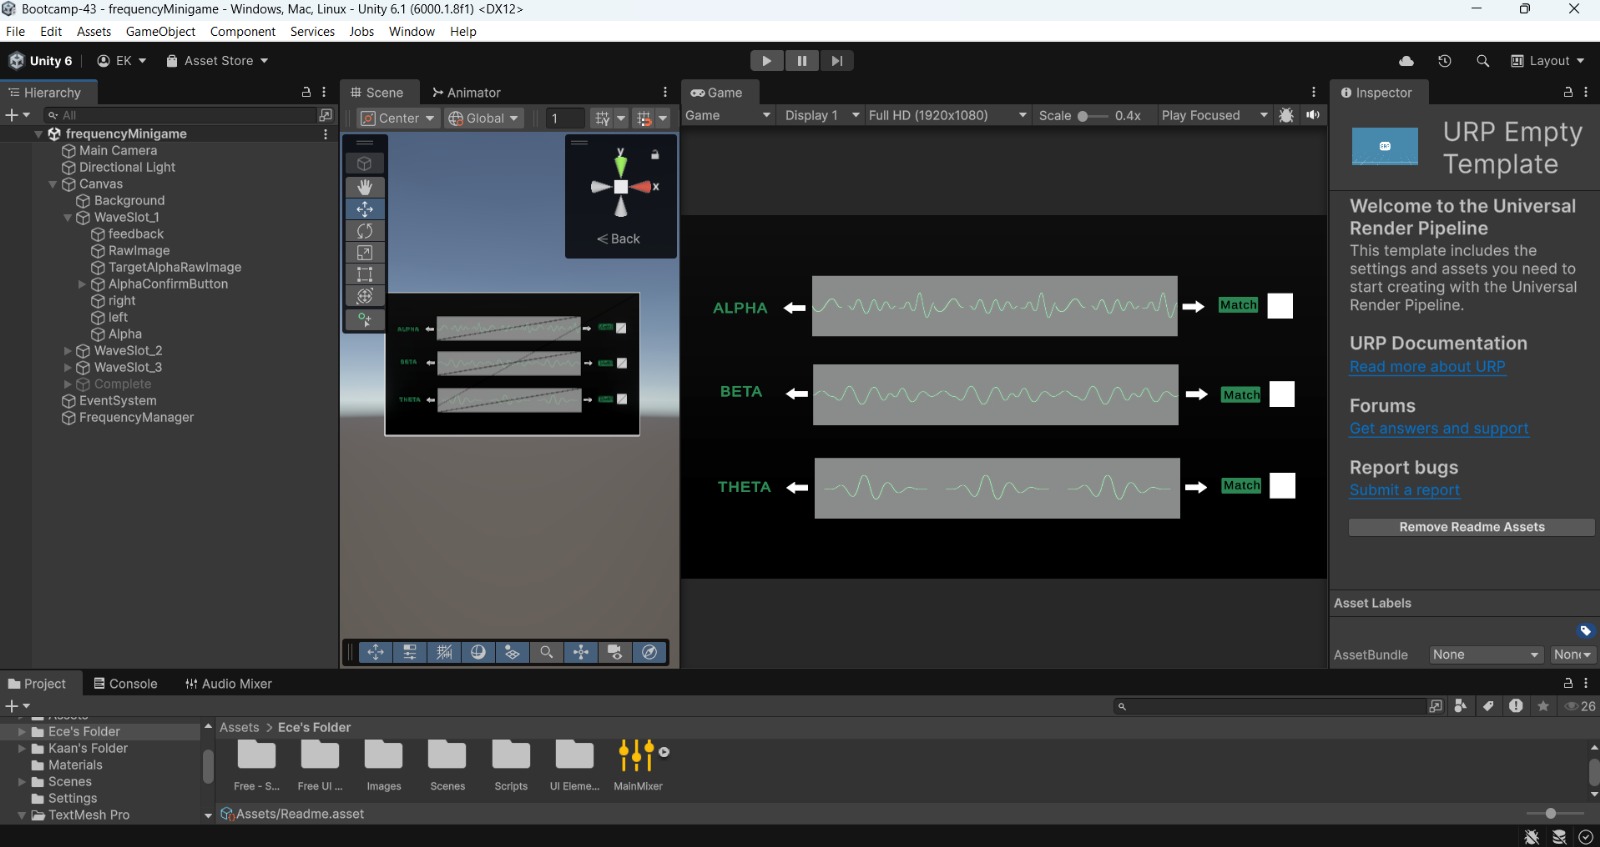 Bootcamp-43 - frequencyMinigame - Windows, Mac, Linux - Unity 6.1 (6000.1.8f1) <DX12>
File Edit Assets GameObject Component Services Jobs Window Help
Unity 6 EK Asset Store Layout
Hierarchy
All
frequencyMinigame
Main Camera
Directional Light
Canvas
Background
WaveSlot_1
feedback
RawImage
TargetAlphaRawImage
AlphaConfirmButton
right
left
Alpha
WaveSlot_2
WaveSlot_3
Complete
EventSystem
FrequencyManager
Scene Animator
Center Global 1
y
x
Back
ALPHA
BETA
THETA
Game
Game Display 1 Full HD (1920x1080) Scale 0.4x Play Focused
ALPHA Match
BETA Match
THETA Match
Inspector
URP Empty
Template
Welcome to the Universal
Render Pipeline
This template includes the
settings and assets you need to
start creating with the Universal
Render Pipeline.
URP Documentation
Read more about URP
Forums
Get answers and support
Report bugs
Submit a report
Remove Readme Assets
Asset Labels
AssetBundle None
Project Console Audio Mixer
26
Ece's Folder
Kaan's Folder
Materials
Scenes
Settings
TextMesh Pro
Assets > Ece's Folder
Free - S... Free UI ... Images Scenes Scripts UI Eleme... MainMixer
Assets/Readme.asset